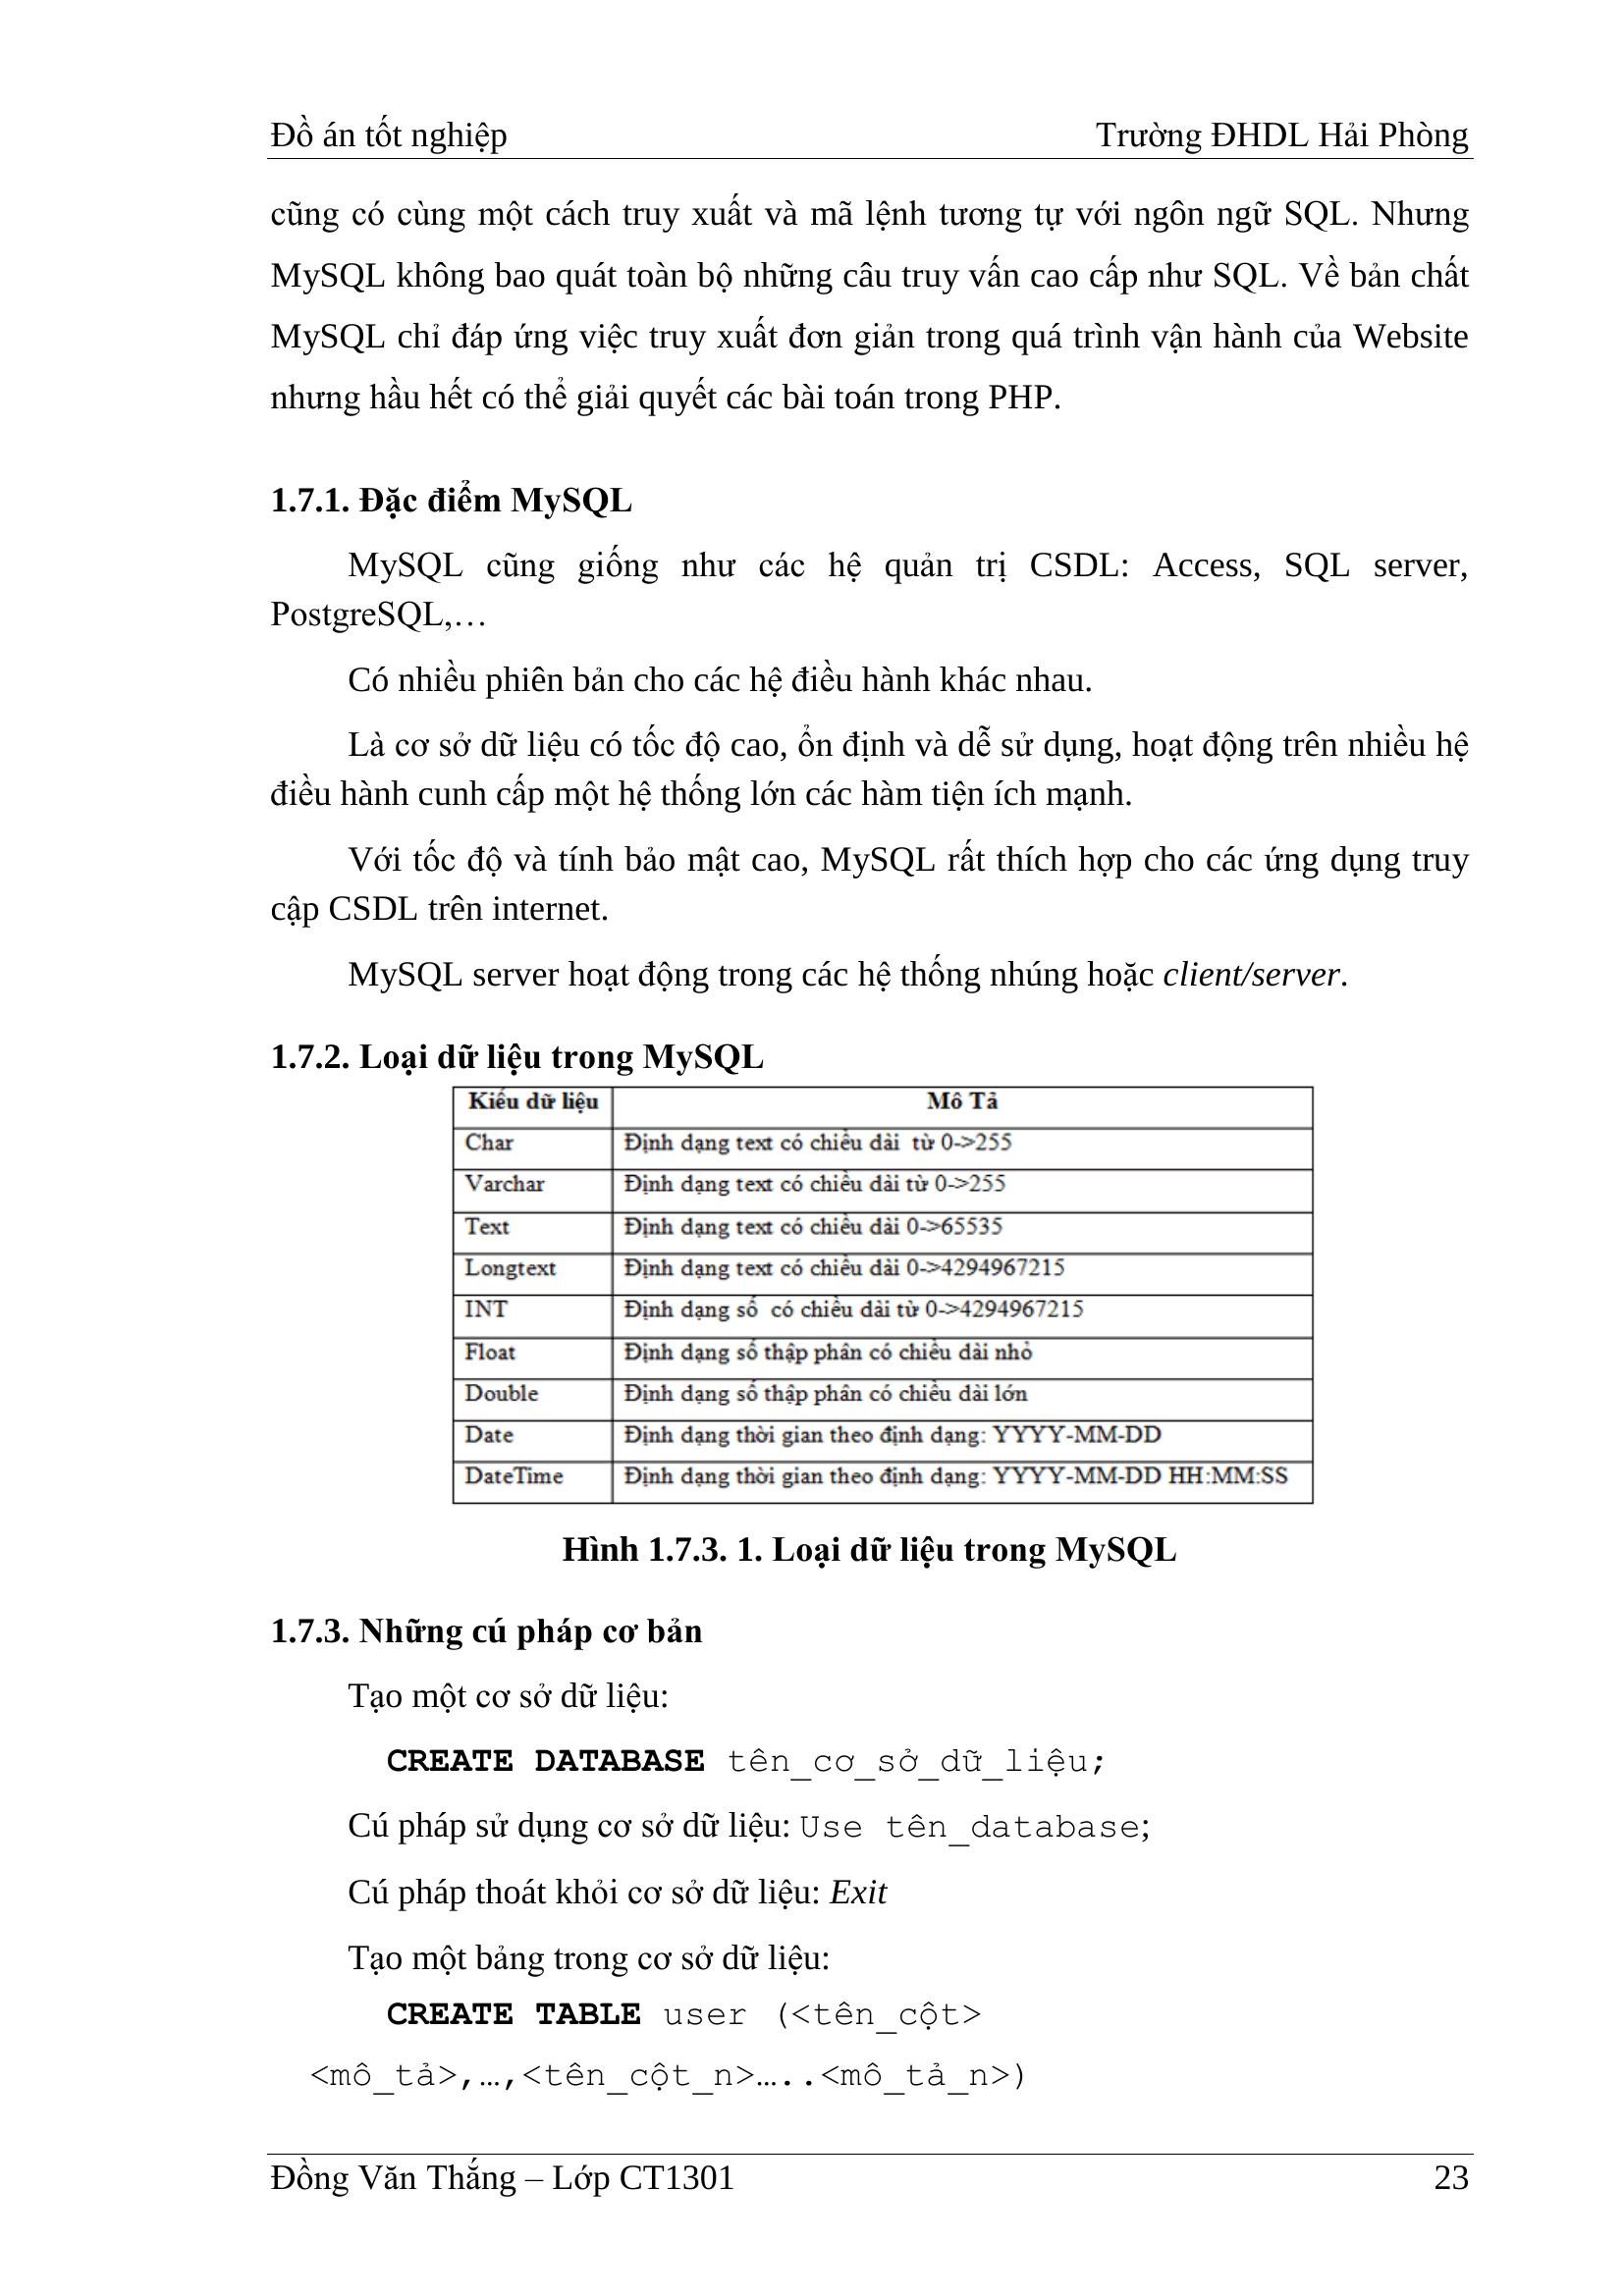 Đồ án tốt nghiệp Trường ĐHDL Hải Phòng
cũng có cùng một cách truy xuất và mã lệnh tương tự với ngôn ngữ SQL. Nhưng
MySQL không bao quát toàn bộ những câu truy vấn cao cấp như SQL. Về bản chất
MySQL chỉ đáp ứng việc truy xuất đơn giản trong quá trình vận hành của Website
nhưng hầu hết có thể giải quyết các bài toán trong PHP.
1.7.1. Đặc điểm MySQL
MySQL cũng giống như các hệ quản trị CSDL: Access, SQL server,
PostgreSQL,…
Có nhiều phiên bản cho các hệ điều hành khác nhau.
Là cơ sở dữ liệu có tốc độ cao, ổn định và dễ sử dụng, hoạt động trên nhiều hệ
điều hành cunh cấp một hệ thống lớn các hàm tiện ích mạnh.
Với tốc độ và tính bảo mật cao, MySQL rất thích hợp cho các ứng dụng truy
cập CSDL trên internet.
MySQL server hoạt động trong các hệ thống nhúng hoặc client/server.
1.7.2. Loại dữ liệu trong MySQL
Kiểu dữ liệu Mô Tả
Char Định dạng text có chiều dài từ 0->255
Varchar Định dạng text có chiều dài từ 0->255
Text Định dạng text có chiều dài 0->65535
Longtext Định dạng text có chiều dài 0->4294967215
INT Định dạng số có chiều dài từ 0->4294967215
Float Định dạng số thập phân có chiều dài nhỏ
Double Định dạng số thập phân có chiều dài lớn
Date Định dạng thời gian theo định dạng: YYYY-MM-DD
DateTime Định dạng thời gian theo định dạng: YYYY-MM-DD HH:MM:SS
Hình 1.7.3. 1. Loại dữ liệu trong MySQL
1.7.3. Những cú pháp cơ bản
Tạo một cơ sở dữ liệu:
CREATE DATABASE tên_cơ_sở_dữ_liệu;
Cú pháp sử dụng cơ sở dữ liệu: Use tên_database;
Cú pháp thoát khỏi cơ sở dữ liệu: Exit
Tạo một bảng trong cơ sở dữ liệu:
CREATE TABLE user (<tên_cột>
<mô_tả>,…,<tên_cột_n>…..<mô_tả_n>)
Đồng Văn Thắng – Lớp CT1301 23